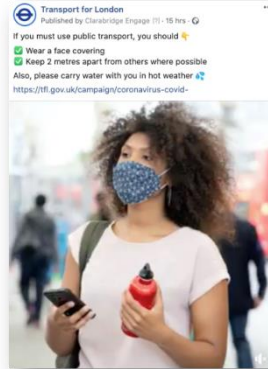 Transport for London
Published by Clarabridge Engage [?] · 15 hrs ·
If you must use public transport, you should 👇
✅ Wear a face covering
✅ Keep 2 metres apart from others where possible
Also, please carry water with you in hot weather 💦
https://tfl.gov.uk/campaign/coronavirus-covid-